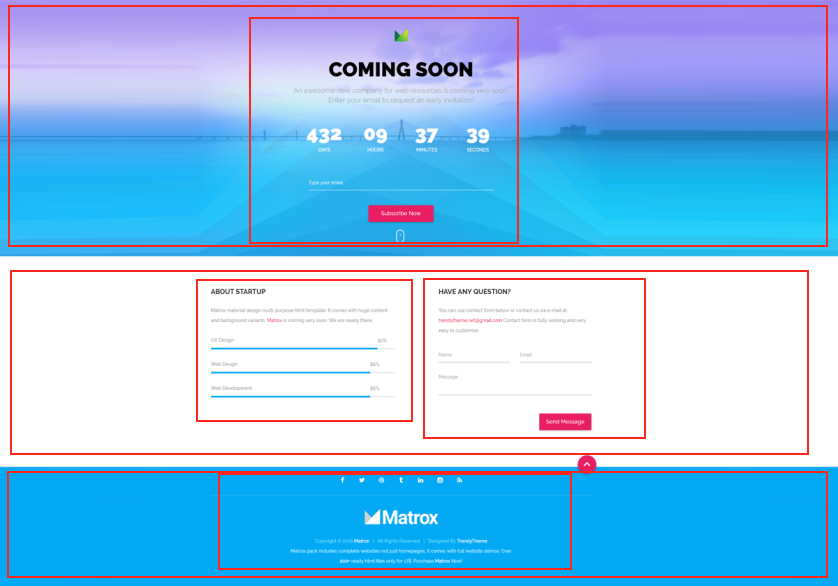 COMING SOON
An awesome new company for web resources is coming very soon.
Enter your email to request an early invitation!
432 09 37 39
DAYS HOURS MINUTES SECONDS
Type your email
Subscribe Now
ABOUT STARTUP
Matrox material design multi-purpose html template. It comes with huge content
and background variants. Matrox is coming very soon. We are nearly there.
UX Design 90%
Web Design
Web Development
HAVE ANY QUESTION?
You can use contact form below or contact us via e-mail at
trendytheme.net@gmail.com Contact form is fully working and very
easy to customize.
Name Email
Message
Send Message
Matrox
Copyright © 2016 Matrox | All Rights Reserved | Designed By TrendyTheme
Matrox pack includes complete websites not just homepages, it comes with full website demos. Over
200+ ready html files only for 17$. Purchase Matrox Now!